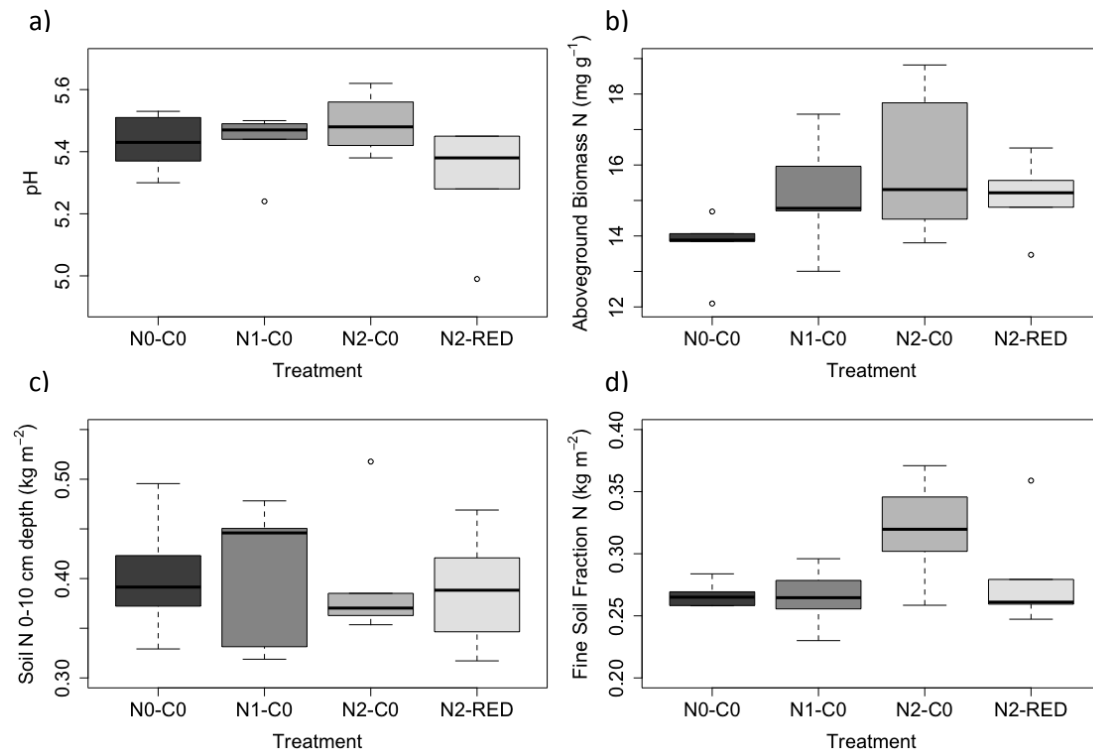 a)
pH
5.0 5.2 5.4 5.6
N0-C0 N1-C0 N2-C0 N2-RED
Treatment
b)
Aboveground Biomass N (mg g⁻¹)
12 14 16 18
N0-C0 N1-C0 N2-C0 N2-RED
Treatment
c)
Soil N 0-10 cm depth (kg m⁻²)
0.30 0.40 0.50
N0-C0 N1-C0 N2-C0 N2-RED
Treatment
d)
Fine Soil Fraction N (kg m⁻²)
0.20 0.25 0.30 0.35 0.40
N0-C0 N1-C0 N2-C0 N2-RED
Treatment